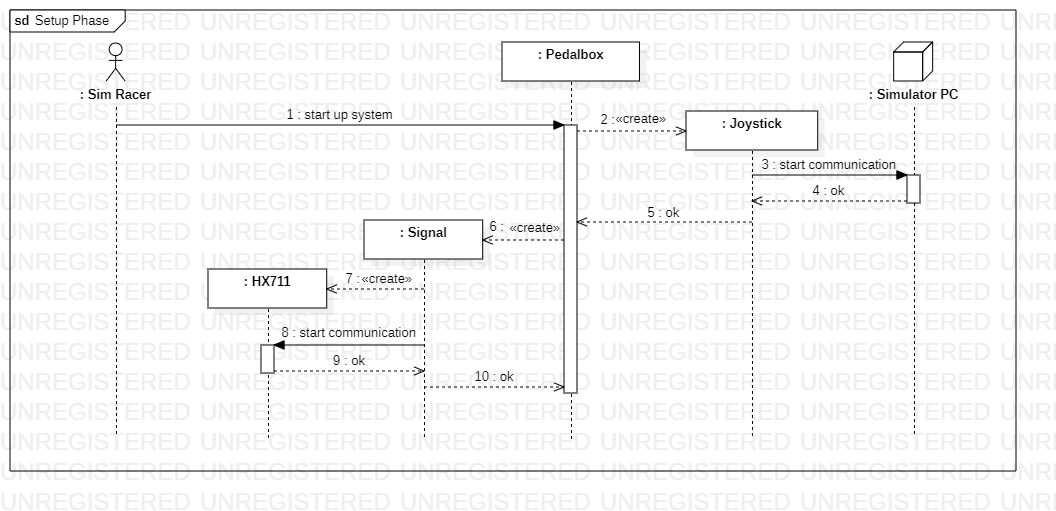 sd Setup Phase
: Sim Racer
: Pedalbox
: Simulator PC
1 : start up system
2 :«create»
: Joystick
3 : start communication
4 : ok
5 : ok
6 : «create»
: Signal
7 :«create»
: HX711
8 : start communication
9 : ok
10 : ok
UNREGISTERED UNREGISTERED UNREGISTERED UNREGISTERED UNREGISTERED UNREG